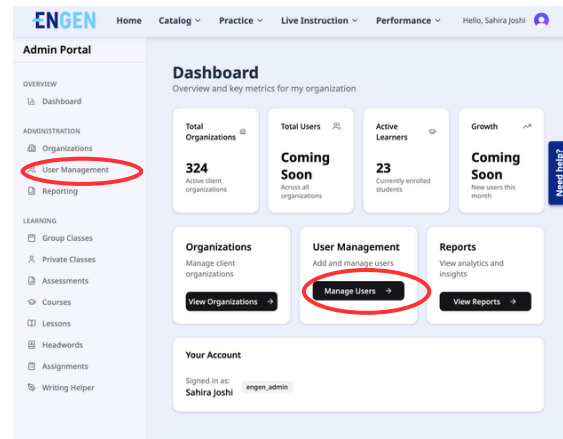 ENGEN Home Catalog Practice Live Instruction Performance Hello, Sahira Joshi
Admin Portal
OVERVIEW
Dashboard
ADMINISTRATION
Organizations
User Management
Reporting
LEARNING
Group Classes
Private Classes
Assessments
Courses
Lessons
Headwords
Assignments
Writing Helper
Dashboard
Overview and key metrics for my organization
Total
Organizations
324
Active client
organizations
Total Users
Coming
Soon
Across all
organizations
Active
Learners
23
Currently enrolled
students
Growth
Coming
Soon
New users this
month
Need help?
Organizations
Manage client
organizations
View Organizations →
User Management
Add and manage users
Manage Users →
Reports
View analytics and
insights
View Reports →
Your Account
Signed in as:
Sahira Joshi
engen_admin